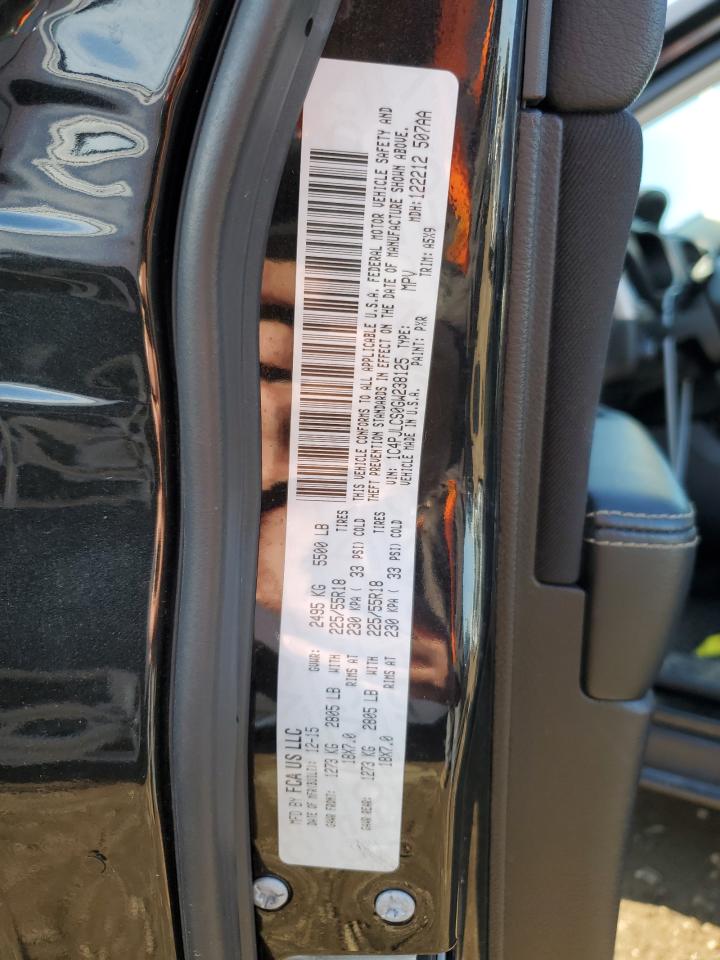 MFD BY FCA US LLC
DATE OF MFR(BUILT): 12-15 GVWR: 2495 KG 5500 LB
GAWR FRONT: 1273 KG 2805 LB WITH 225/55R18 TIRES
18X7.0 RIMS AT 230 KPA ( 33 PSI) COLD
GAWR REAR: 1273 KG 2805 LB WITH 225/55R18 TIRES
18X7.0 RIMS AT 230 KPA ( 33 PSI) COLD
THIS VEHICLE CONFORMS TO ALL APPLICABLE U.S.A. FEDERAL MOTOR VEHICLE SAFETY AND
THEFT PREVENTION STANDARDS IN EFFECT ON THE DATE OF MANUFACTURE SHOWN ABOVE.
VIN: 1C4PJLCS0GW238125 TYPE: MPV MDH: 122212 507AA
VEHICLE MADE IN U.S.A. PAINT: PXR TRIM: A5X9